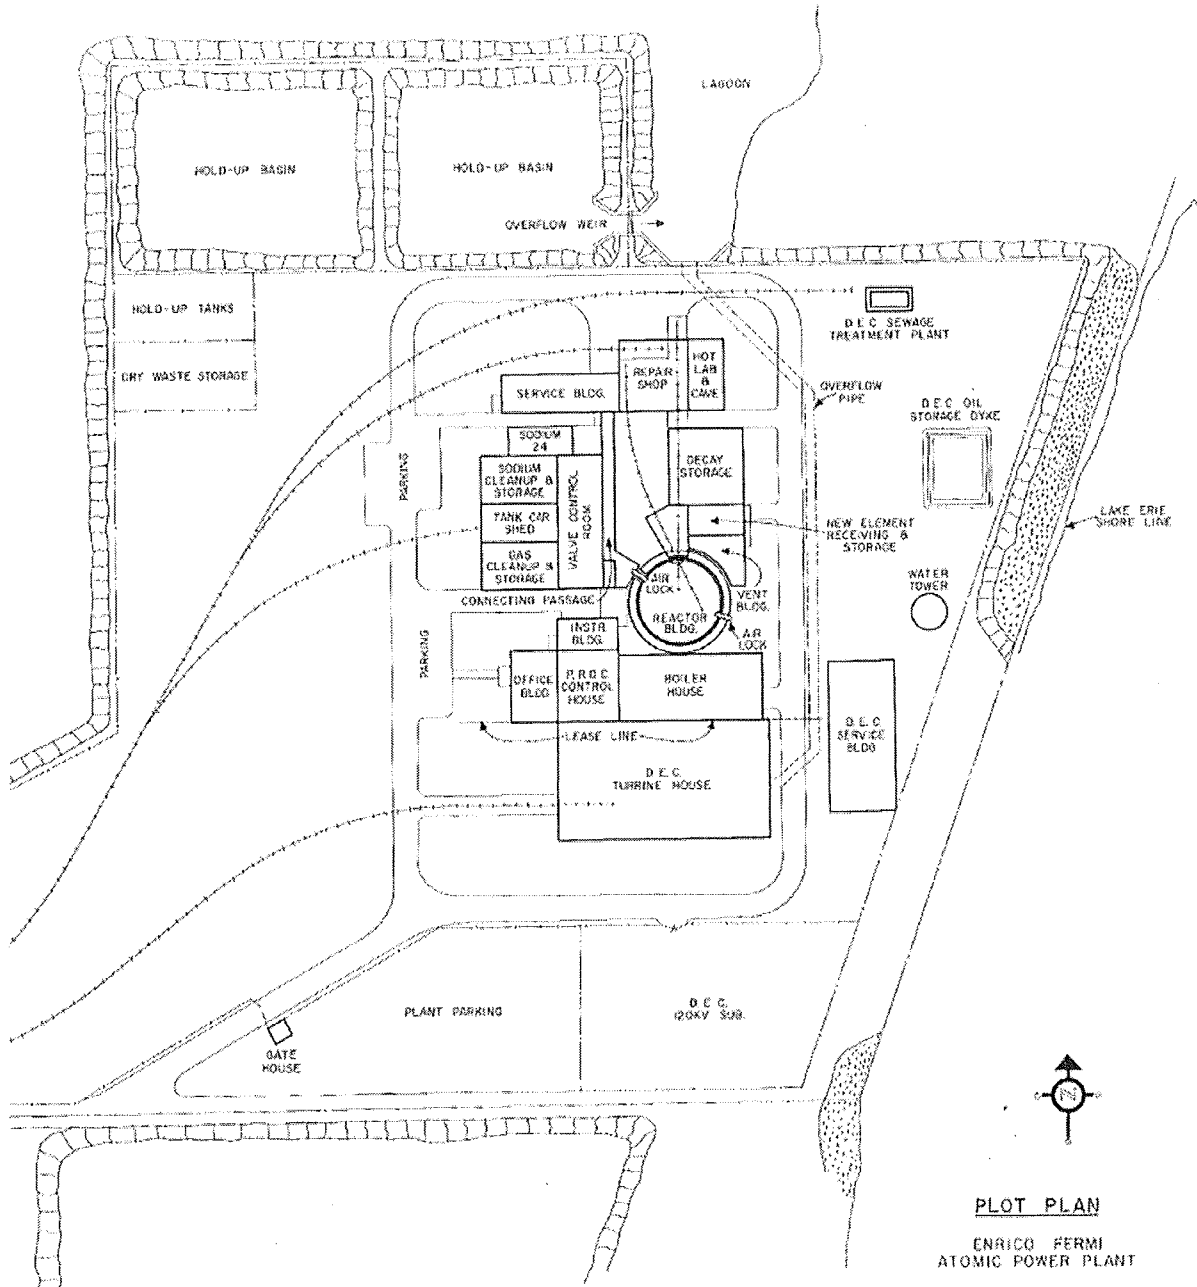 LAGOON
HOLD-UP BASIN
HOLD-UP BASIN
OVERFLOW WEIR
HOLD-UP TANKS
DRY WASTE STORAGE
D.E.C. SEWAGE
TREATMENT PLANT
REPAIR
SHOP
HOT
LAB
&
CAVE
SERVICE BLDG.
OVERFLOW
PIPE
D.E.C. OIL
STORAGE DYKE
PARKING
SODIUM
24
SODIUM
CLEANUP &
STORAGE
TANK CAR
SHED
GAS
CLEANUP &
STORAGE
VALVE CONTROL
ROOM
DECAY
STORAGE
NEW ELEMENT
RECEIVING &
STORAGE
LAKE ERIE
SHORE LINE
WATER
TOWER
CONNECTING PASSAGE
AIR
LOCK
VENT
BLDG.
REACTOR
BLDG.
AIR
LOCK
PARKING
INSTR.
BLDG.
OFFICE
BLDG
P.R.D.C.
CONTROL
HOUSE
BOILER
HOUSE
LEASE LINE
D.E.C.
SERVICE
BLDG
D.E.C.
TURBINE HOUSE
PLANT PARKING
D.E.C.
120KV SUB.
GATE
HOUSE
N
PLOT PLAN
ENRICO FERMI
ATOMIC POWER PLANT